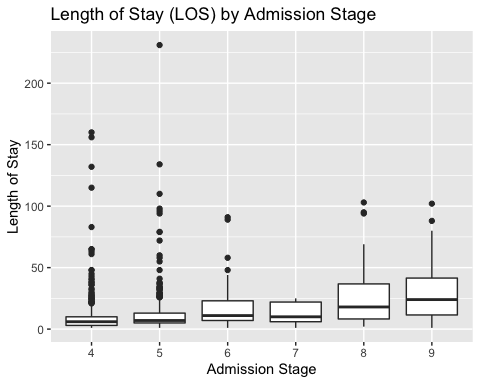 Length of Stay (LOS) by Admission Stage
200
150
100
50
0
Length of Stay
4 5 6 7 8 9
Admission Stage